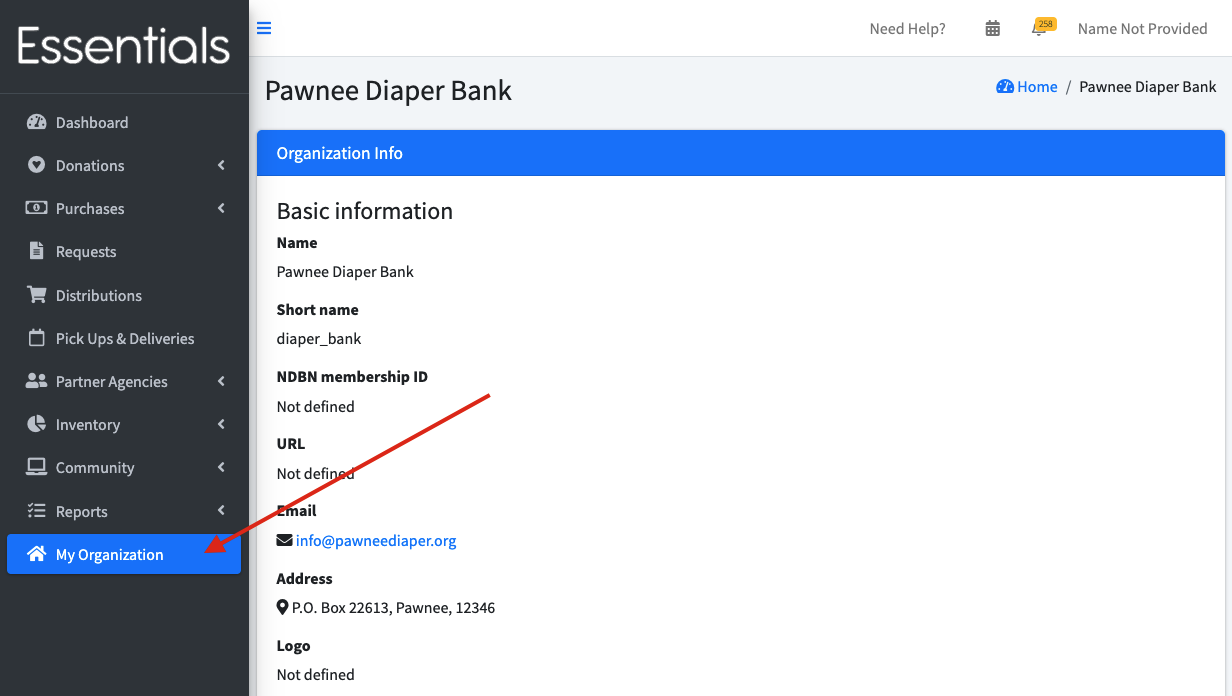 Essentials
Need Help?
258
Name Not Provided
Dashboard
Donations
Purchases
Requests
Distributions
Pick Ups & Deliveries
Partner Agencies
Inventory
Community
Reports
My Organization
Pawnee Diaper Bank
Home / Pawnee Diaper Bank
Organization Info
Basic information
Name
Pawnee Diaper Bank
Short name
diaper_bank
NDBN membership ID
Not defined
URL
Not defined
Email
info@pawneediaper.org
Address
P.O. Box 22613, Pawnee, 12346
Logo
Not defined